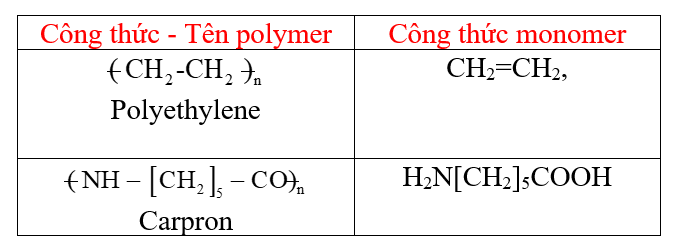 Công thức - Tên polymer
Công thức monomer
(CH₂-CH₂)ₙ
Polyethylene
CH₂=CH₂,
(NH – [CH₂]₅ – CO)ₙ
Carpron
H₂N[CH₂]₅COOH